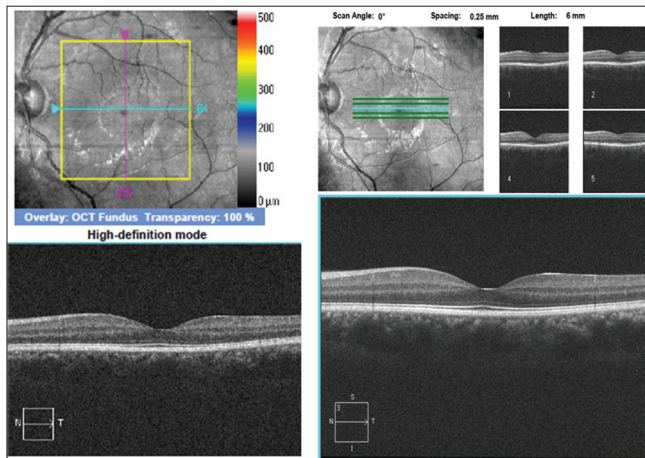 500
400
300
200
100
0 µm
64
Overlay: OCT Fundus Transparency: 100 %
High-definition mode
N T
Scan Angle: 0° Spacing: 0.25 mm Length: 6 mm
1
2
4
5
S
3
N T
I